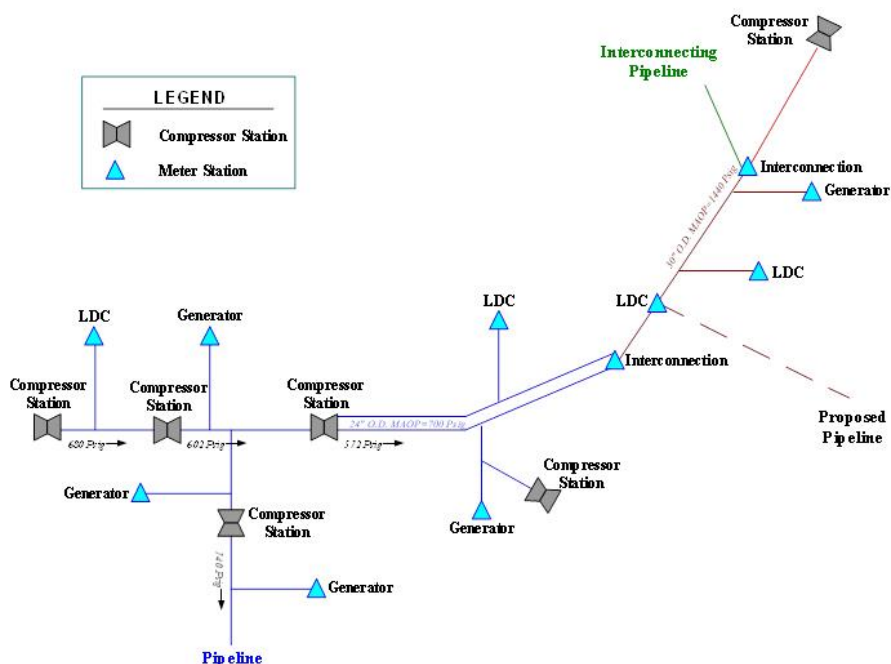 Compressor
Station
Interconnecting
Pipeline
LEGEND
Compressor Station
Meter Station
Interconnection
Generator
30" O.D. MAOP=1440 Psig
LDC
LDC
LDC
Interconnection
LDC
Generator
Compressor
Station
Compressor
Station
Compressor
Station
24" O.D. MAOP=700 Psig
680 Psig
602 Psig
572 Psig
Proposed
Pipeline
Compressor
Station
Generator
Generator
Compressor
Station
740 Psig
Generator
Pipeline